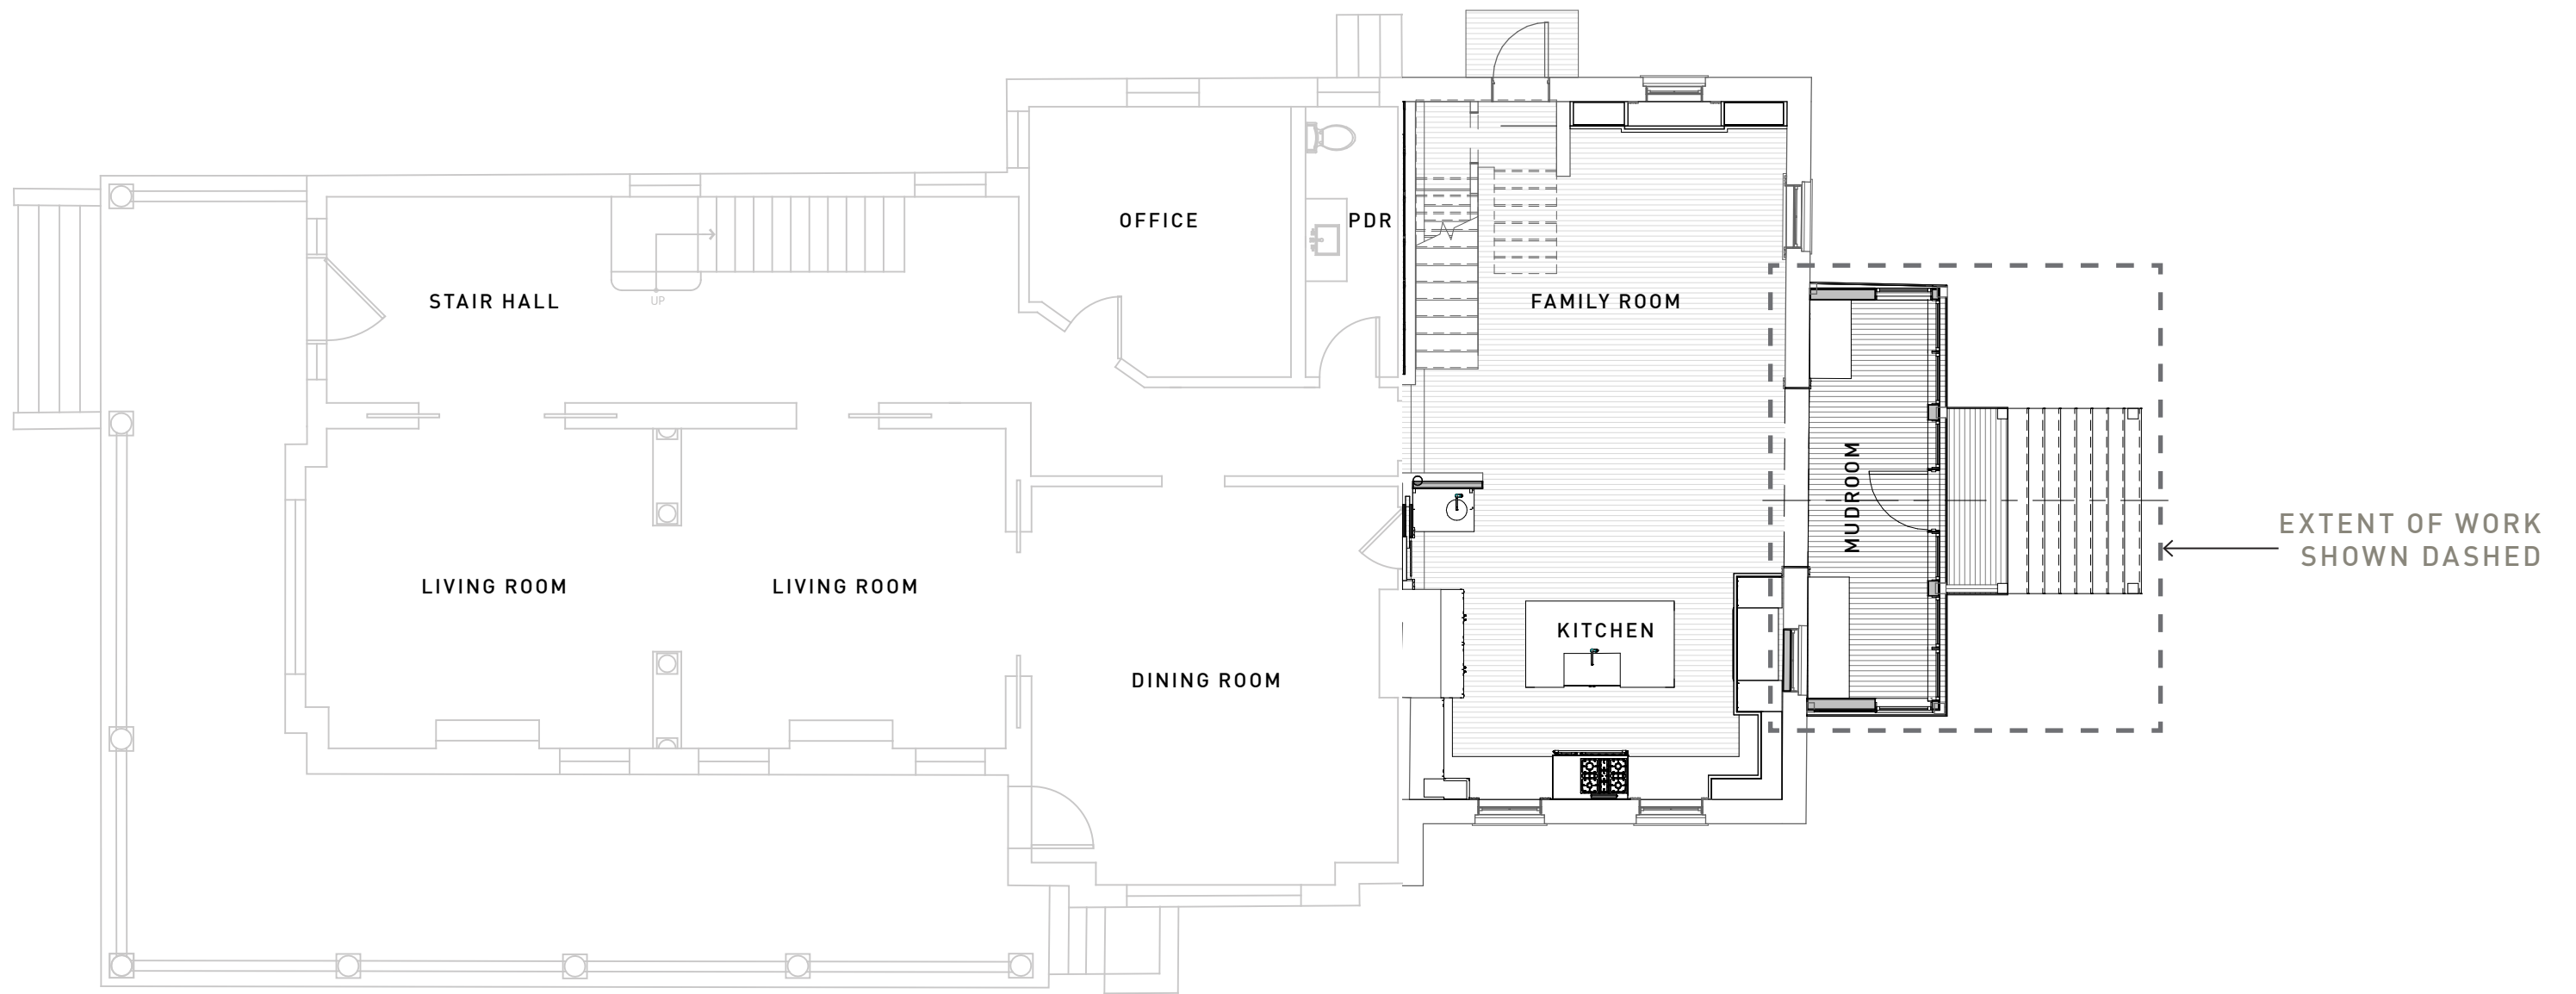 OFFICE
PDR
STAIR HALL
UP
FAMILY ROOM
MUDROOM
EXTENT OF WORK
SHOWN DASHED
LIVING ROOM
LIVING ROOM
KITCHEN
DINING ROOM